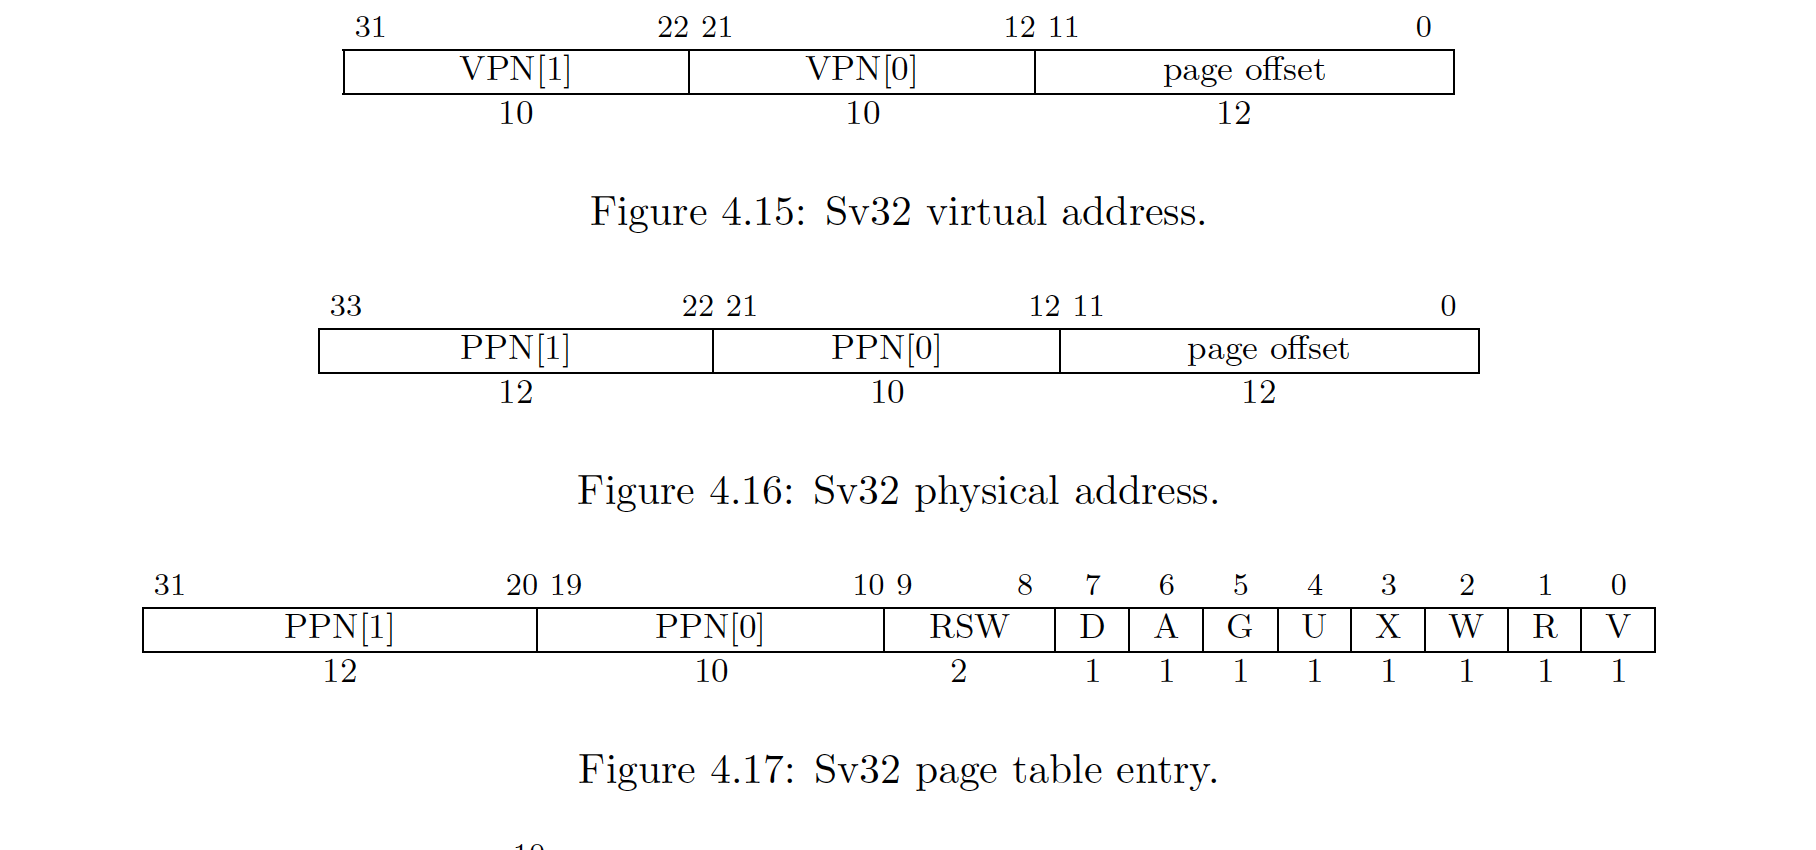 31 22 21 12 11 0
VPN[1] VPN[0] page offset
10 10 12
Figure 4.15: Sv32 virtual address.
33 22 21 12 11 0
PPN[1] PPN[0] page offset
12 10 12
Figure 4.16: Sv32 physical address.
31 20 19 10 9 8 7 6 5 4 3 2 1 0
PPN[1] PPN[0] RSW D A G U X W R V
12 10 2 1 1 1 1 1 1 1 1
Figure 4.17: Sv32 page table entry.